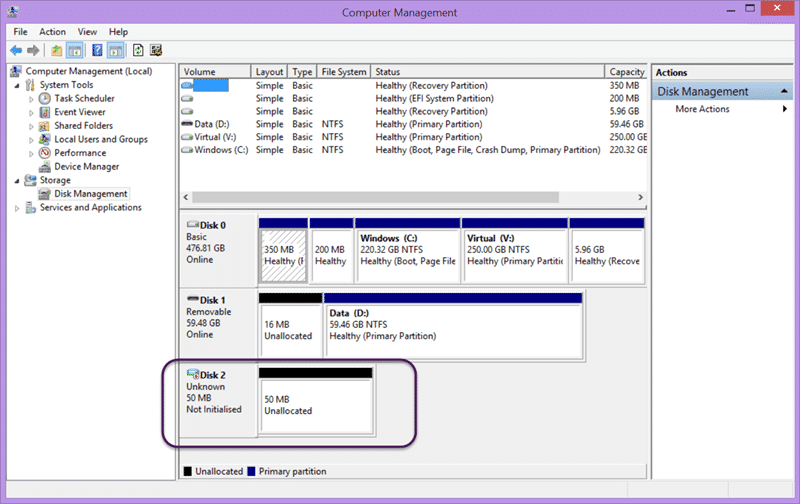 Computer Management
File Action View Help
Computer Management (Local)
System Tools
Task Scheduler
Event Viewer
Shared Folders
Local Users and Groups
Performance
Device Manager
Storage
Disk Management
Services and Applications
Volume Layout Type File System Status Capacity
Simple Basic Healthy (Recovery Partition) 350 MB
Simple Basic Healthy (EFI System Partition) 200 MB
Simple Basic Healthy (Recovery Partition) 5.96 GB
Data (D:) Simple Basic NTFS Healthy (Primary Partition) 59.46 GB
Virtual (V:) Simple Basic NTFS Healthy (Primary Partition) 250.00 GB
Windows (C:) Simple Basic NTFS Healthy (Boot, Page File, Crash Dump, Primary Partition) 220.32 GB
Disk 0
Basic
476.81 GB
Online
350 MB
Healthy (F
200 MB
Healthy
Windows (C:)
220.32 GB NTFS
Healthy (Boot, Page File
Virtual (V:)
250.00 GB NTFS
Healthy (Primary Partitic
5.96 GB
Healthy (Recove
Disk 1
Removable
59.48 GB
Online
16 MB
Unallocated
Data (D:)
59.46 GB NTFS
Healthy (Primary Partition)
Disk 2
Unknown
50 MB
Not Initialised
50 MB
Unallocated
Unallocated Primary partition
Actions
Disk Management
More Actions